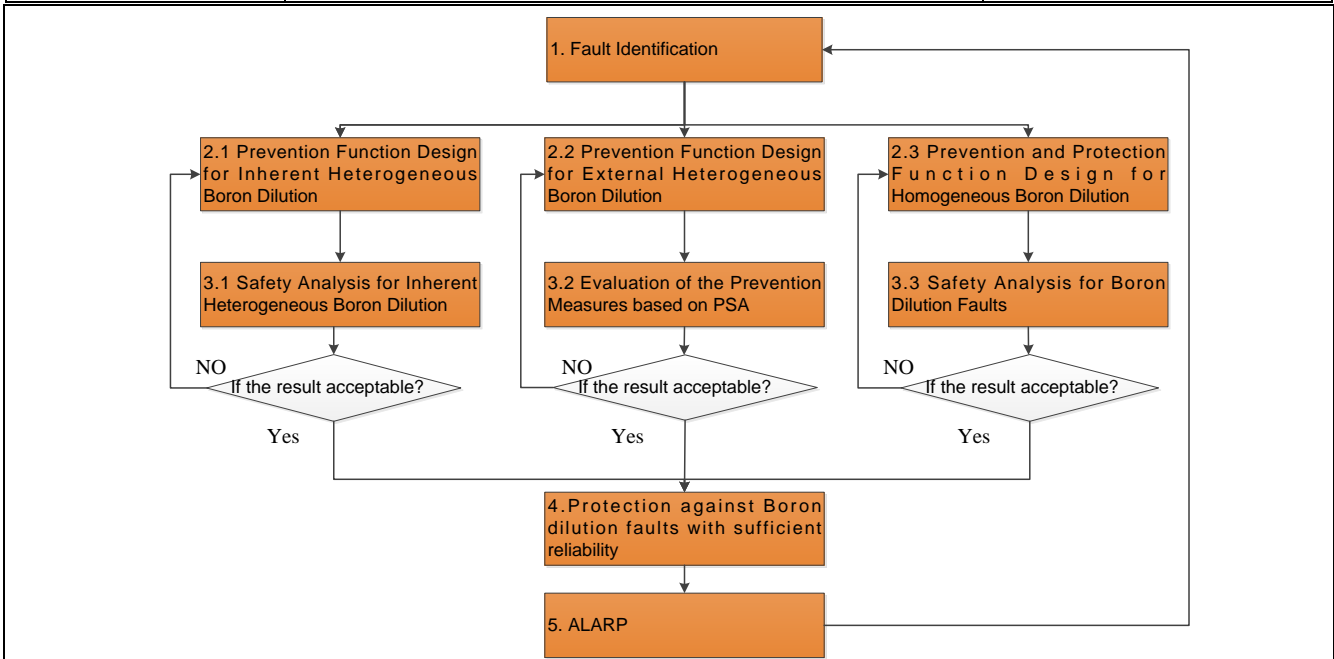 1. Fault Identification
2.1 Prevention Function Design
for Inherent Heterogeneous
Boron Dilution
2.2 Prevention Function Design
for External Heterogeneous
Boron Dilution
2.3 Prevention and Protection
Function Design for
Homogeneous Boron Dilution
3.1 Safety Analysis for Inherent
Heterogeneous Boron Dilution
3.2 Evaluation of the Prevention
Measures based on PSA
3.3 Safety Analysis for Boron
Dilution Faults
NO
If the result acceptable?
NO
If the result acceptable?
NO
If the result acceptable?
Yes
Yes
Yes
4.Protection against Boron
dilution faults with sufficient
reliability
5. ALARP